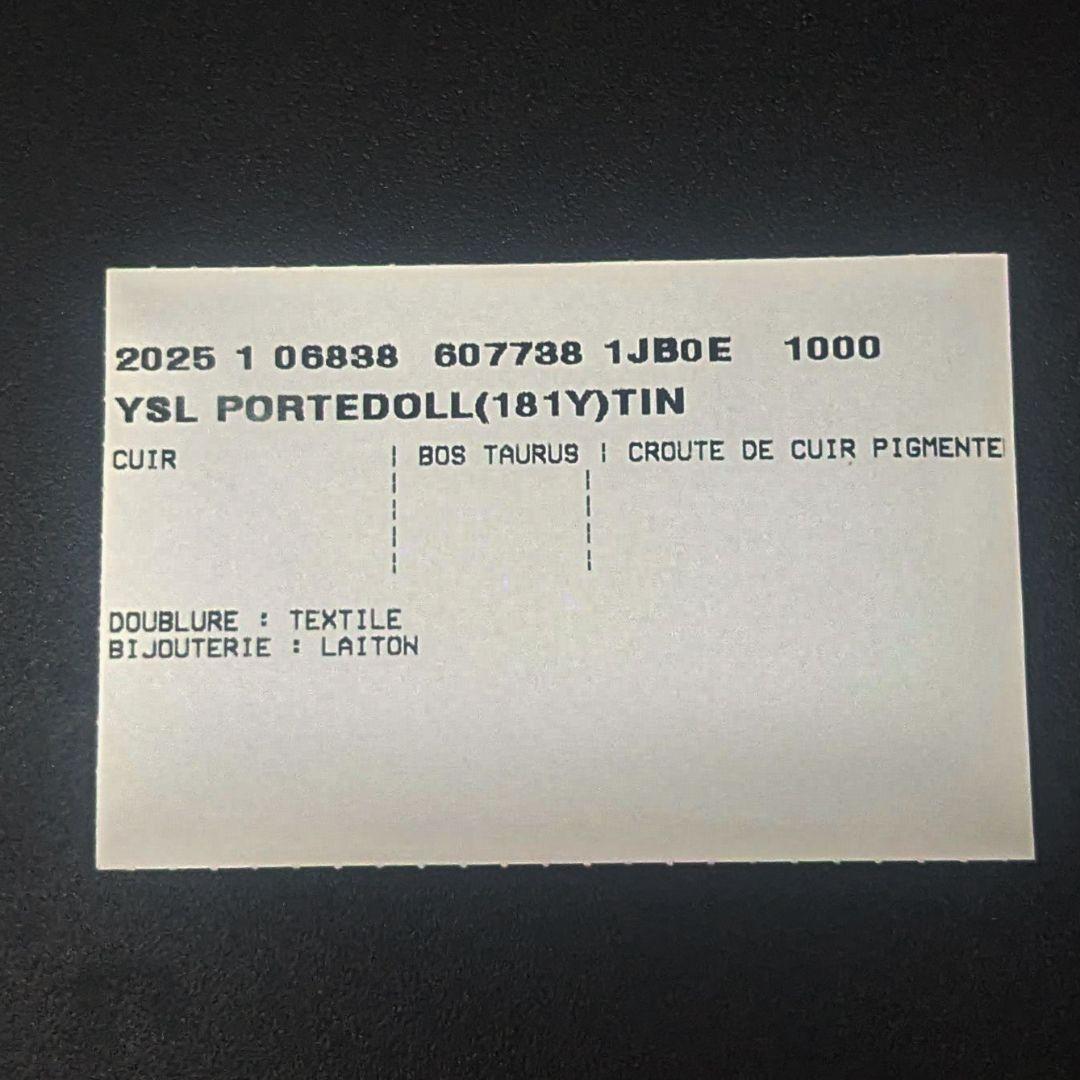 2025 1 06838 607738 1JB0E 1000
YSL PORTEDOLL(181Y)TIN
CUIR | BOS TAURUS | CROUTE DE CUIR PIGMENTE
DOUBLURE : TEXTILE
BIJOUTERIE : LAITON